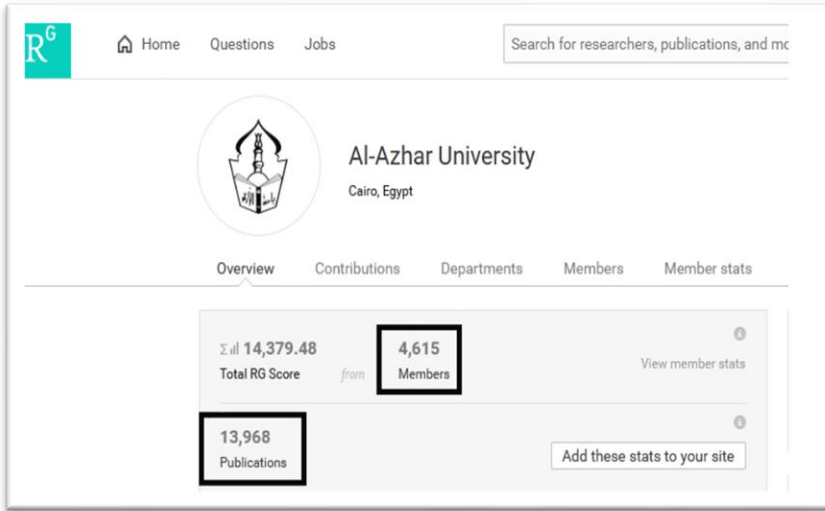 RG
Home Questions Jobs
Search for researchers, publications, and mo
Al-Azhar University
Cairo, Egypt
Overview Contributions Departments Members Member stats
14,379.48 4,615
Total RG Score from Members
View member stats
13,968
Publications
Add these stats to your site